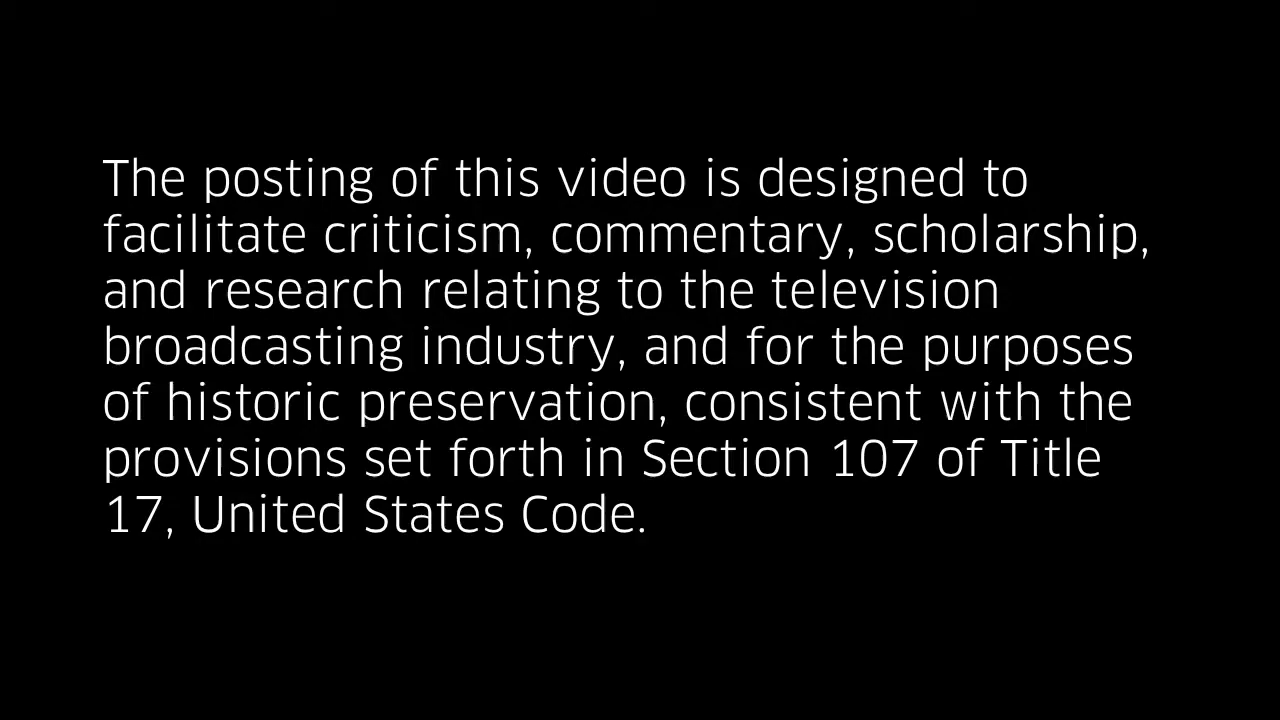 The posting of this video is designed to
facilitate criticism, commentary, scholarship,
and research relating to the television
broadcasting industry, and for the purposes
of historic preservation, consistent with the
provisions set forth in Section 107 of Title
17, United States Code.